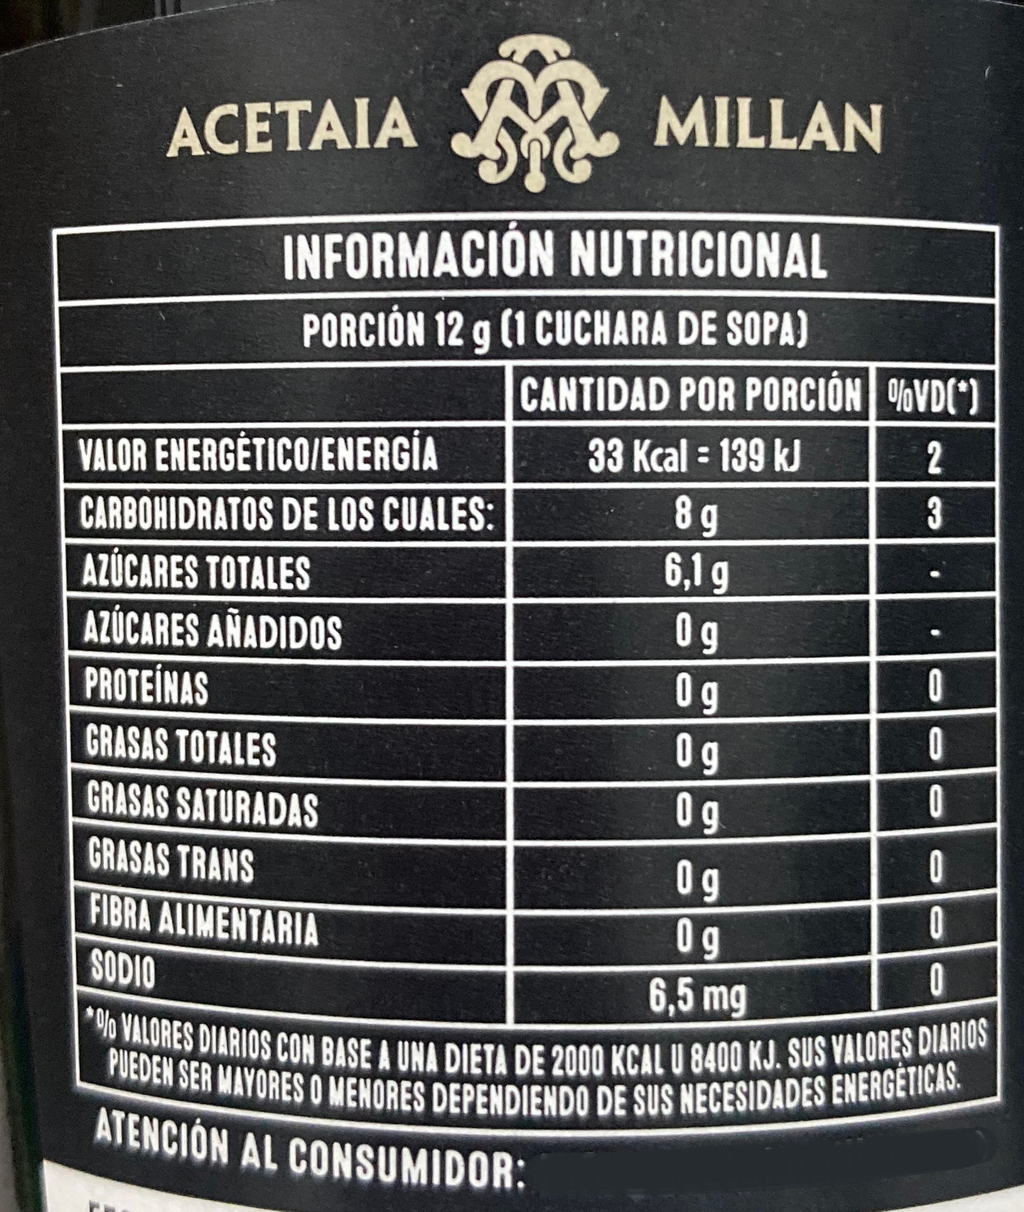 ACETAIA MILLAN
INFORMACIÓN NUTRICIONAL
PORCIÓN 12 g (1 CUCHARA DE SOPA)
CANTIDAD POR PORCIÓN %VD(*)
VALOR ENERGÉTICO/ENERGÍA 33 Kcal = 139 kJ 2
CARBOHIDRATOS DE LOS CUALES: 8 g 3
AZÚCARES TOTALES 6,1 g -
AZÚCARES AÑADIDOS 0 g -
PROTEÍNAS 0 g 0
GRASAS TOTALES 0 g 0
GRASAS SATURADAS 0 g 0
GRASAS TRANS 0 g 0
FIBRA ALIMENTARIA 0 g 0
SODIO 6,5 mg 0
*% VALORES DIARIOS CON BASE A UNA DIETA DE 2000 KCAL U 8400 KJ. SUS VALORES DIARIOS
PUEDEN SER MAYORES O MENORES DEPENDIENDO DE SUS NECESIDADES ENERGÉTICAS.
ATENCIÓN AL CONSUMIDOR: